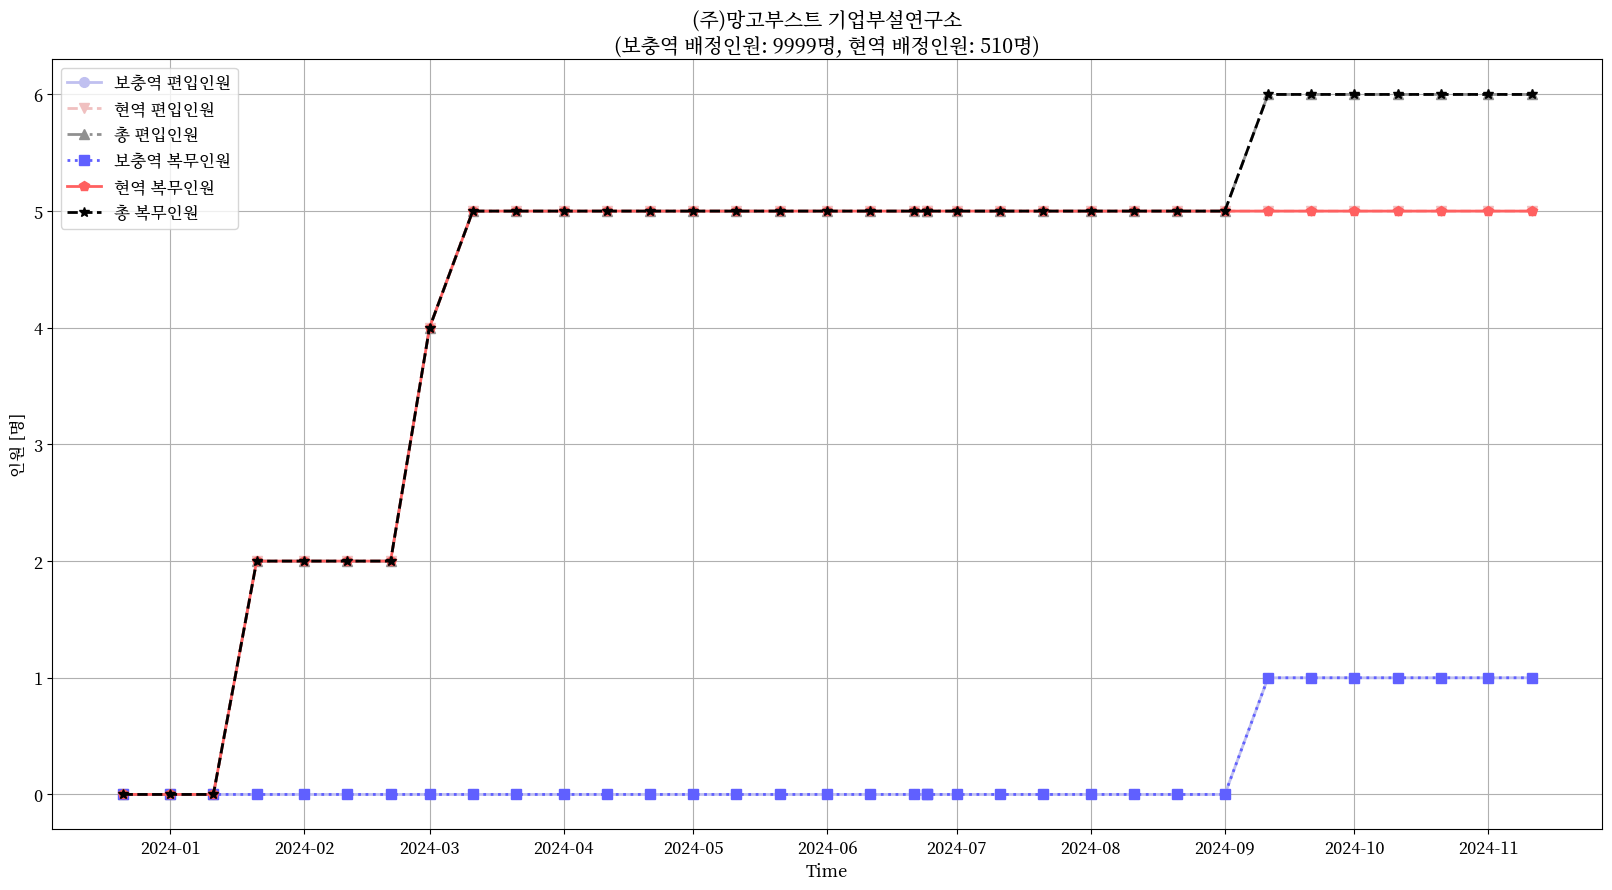 (주)망고부스트 기업부설연구소
(보충역 배정인원: 9999명, 현역 배정인원: 510명)
보충역 편입인원
현역 편입인원
총 편입인원
보충역 복무인원
현역 복무인원
총 복무인원
인원 [명]
6
5
4
3
2
1
0
2024-01
2024-02
2024-03
2024-04
2024-05
2024-06
2024-07
2024-08
2024-09
2024-10
2024-11
Time